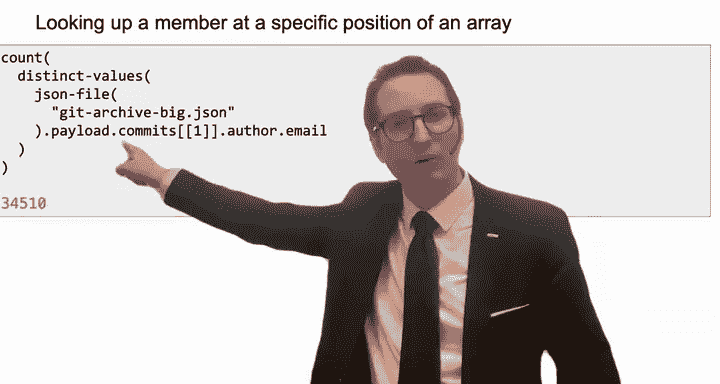 Looking up a member at a specific position of an array
count(
distinct-values(
json-file(
"git-archive-big.json"
).payload.commits[[1]].author.email
)
)
34510